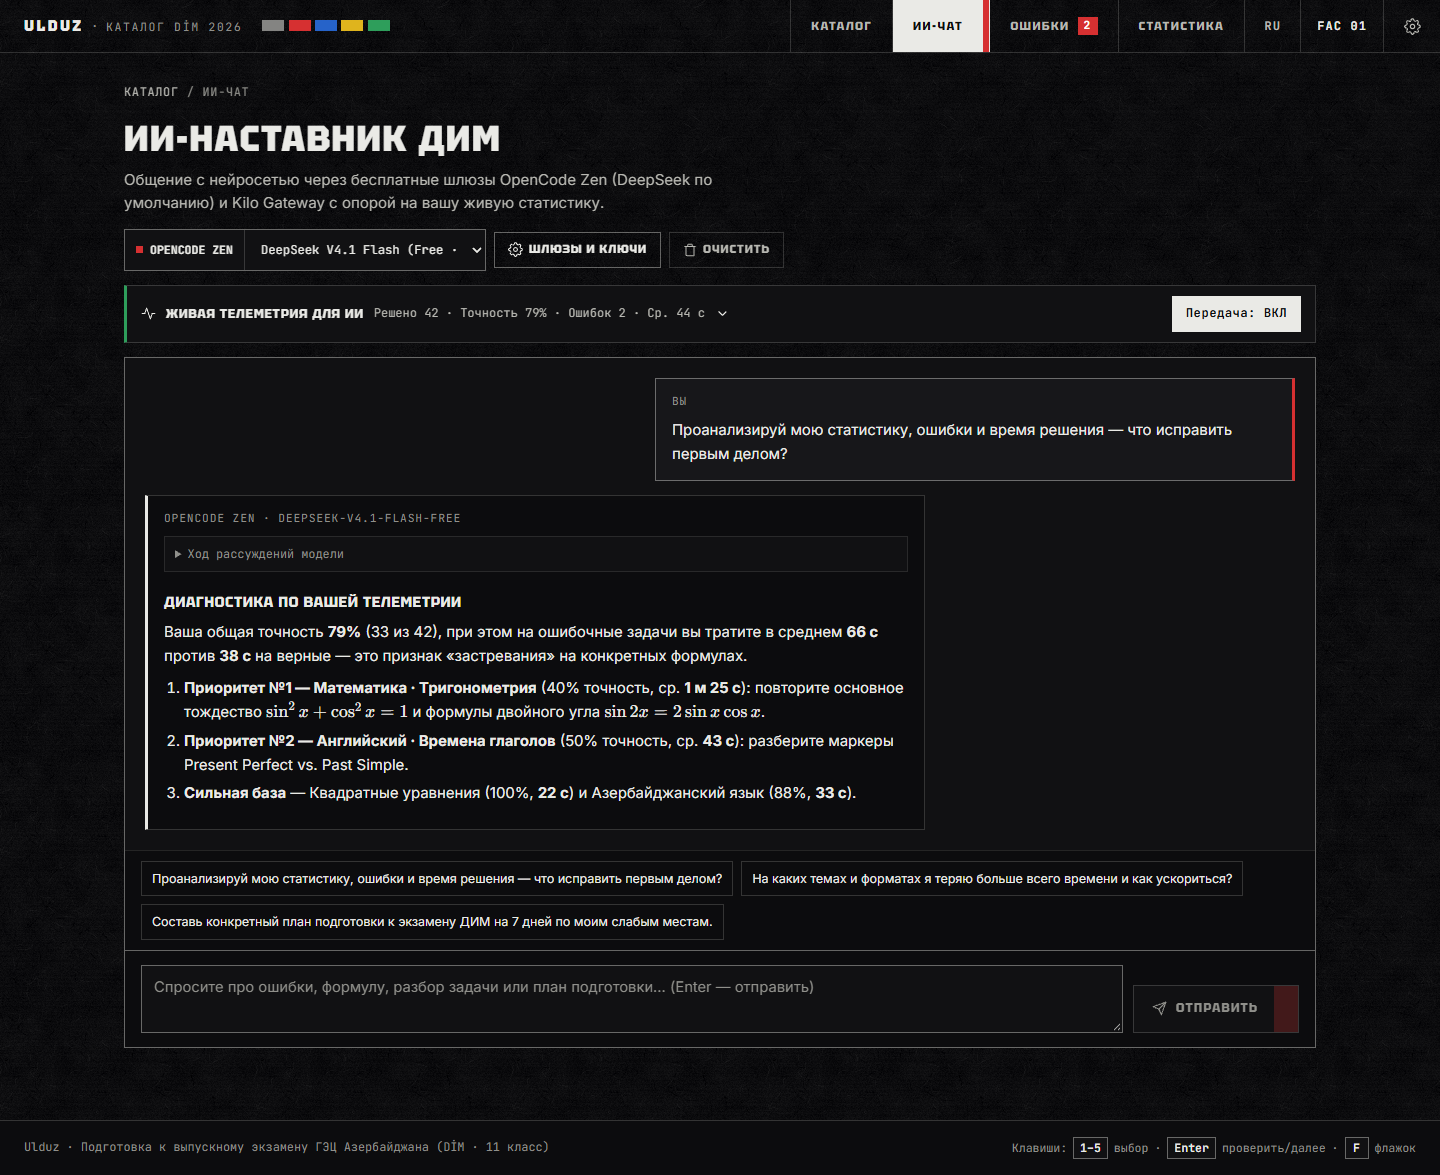 ULDUZ · КАТАЛОГ DİM 2026
КАТАЛОГ
ИИ-ЧАТ
ОШИБКИ 2
СТАТИСТИКА
RU
FAC 01
КАТАЛОГ / ИИ-ЧАТ
ИИ-НАСТАВНИК ДИМ
Общение с нейросетью через бесплатные шлюзы OpenCode Zen (DeepSeek по
умолчанию) и Kilo Gateway с опорой на вашу живую статистику.
OPENCODE ZEN
DeepSeek V4.1 Flash (Free ·
ШЛЮЗЫ И КЛЮЧИ
ОЧИСТИТЬ
ЖИВАЯ ТЕЛЕМЕТРИЯ ДЛЯ ИИ Решено 42 · Точность 79% · Ошибок 2 · Ср. 44 с
Передача: ВКЛ
ВЫ
Проанализируй мою статистику, ошибки и время решения — что исправить
первым делом?
OPENCODE ZEN · DEEPSEEK-V4.1-FLASH-FREE
▶ Ход рассуждений модели
ДИАГНОСТИКА ПО ВАШЕЙ ТЕЛЕМЕТРИИ
Ваша общая точность 79% (33 из 42), при этом на ошибочные задачи вы тратите в среднем 66 с
против 38 с на верные — это признак «застревания» на конкретных формулах.
1. Приоритет №1 — Математика · Тригонометрия (40% точность, ср. 1 м 25 с): повторите основное
тождество sin² x + cos² x = 1 и формулы двойного угла sin 2x = 2 sin x cos x.
2. Приоритет №2 — Английский · Времена глаголов (50% точность, ср. 43 с): разберите маркеры
Present Perfect vs. Past Simple.
3. Сильная база — Квадратные уравнения (100%, 22 с) и Азербайджанский язык (88%, 33 с).
Проанализируй мою статистику, ошибки и время решения — что исправить первым делом?
На каких темах и форматах я теряю больше всего времени и как ускориться?
Составь конкретный план подготовки к экзамену ДИМ на 7 дней по моим слабым местам.
Спросите про ошибки, формулу, разбор задачи или план подготовки... (Enter — отправить)
ОТПРАВИТЬ
Ulduz · Подготовка к выпускному экзамену ГЭЦ Азербайджана (DİM · 11 класс)
Клавиши: 1–5 выбор · Enter проверить/далее · F флажок